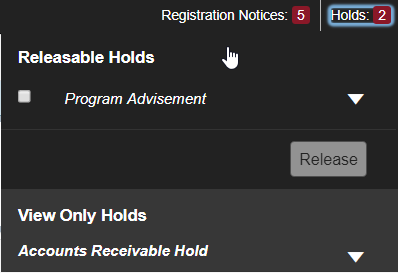 Registration Notices: 5 Holds: 2
Releasable Holds
Program Advisement
Release
View Only Holds
Accounts Receivable Hold